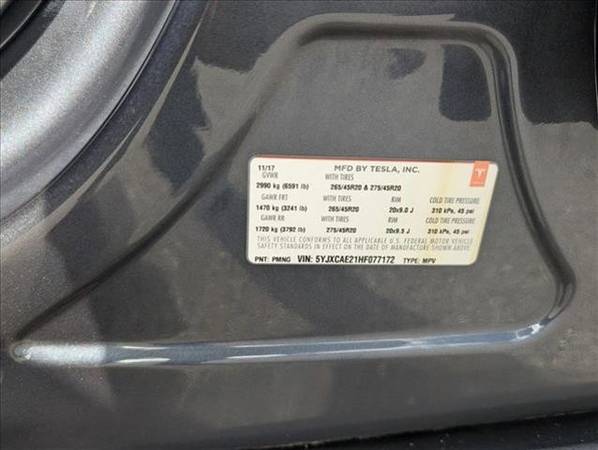 11/17 MFD BY TESLA, INC.
GVWR WITH TIRES
2990 kg (6591 lb) 265/45R20 & 275/45R20
GAWR FRT WITH TIRES RIM COLD TIRE PRESSURE
1470 kg (3241 lb) 265/45R20 20x9.0 J 310 kPa, 45 psi
GAWR RR WITH TIRES RIM COLD TIRE PRESSURE
1720 kg (3792 lb) 275/45R20 20x9.5 J 310 kPa, 45 psi
THIS VEHICLE CONFORMS TO ALL APPLICABLE U.S. FEDERAL MOTOR VEHICLE
SAFETY STANDARDS IN EFFECT ON THE DATE OF MANUFACTURE SHOWN ABOVE.
PNT: PMNG VIN: 5YJXCAE21HF077172 TYPE: MPV